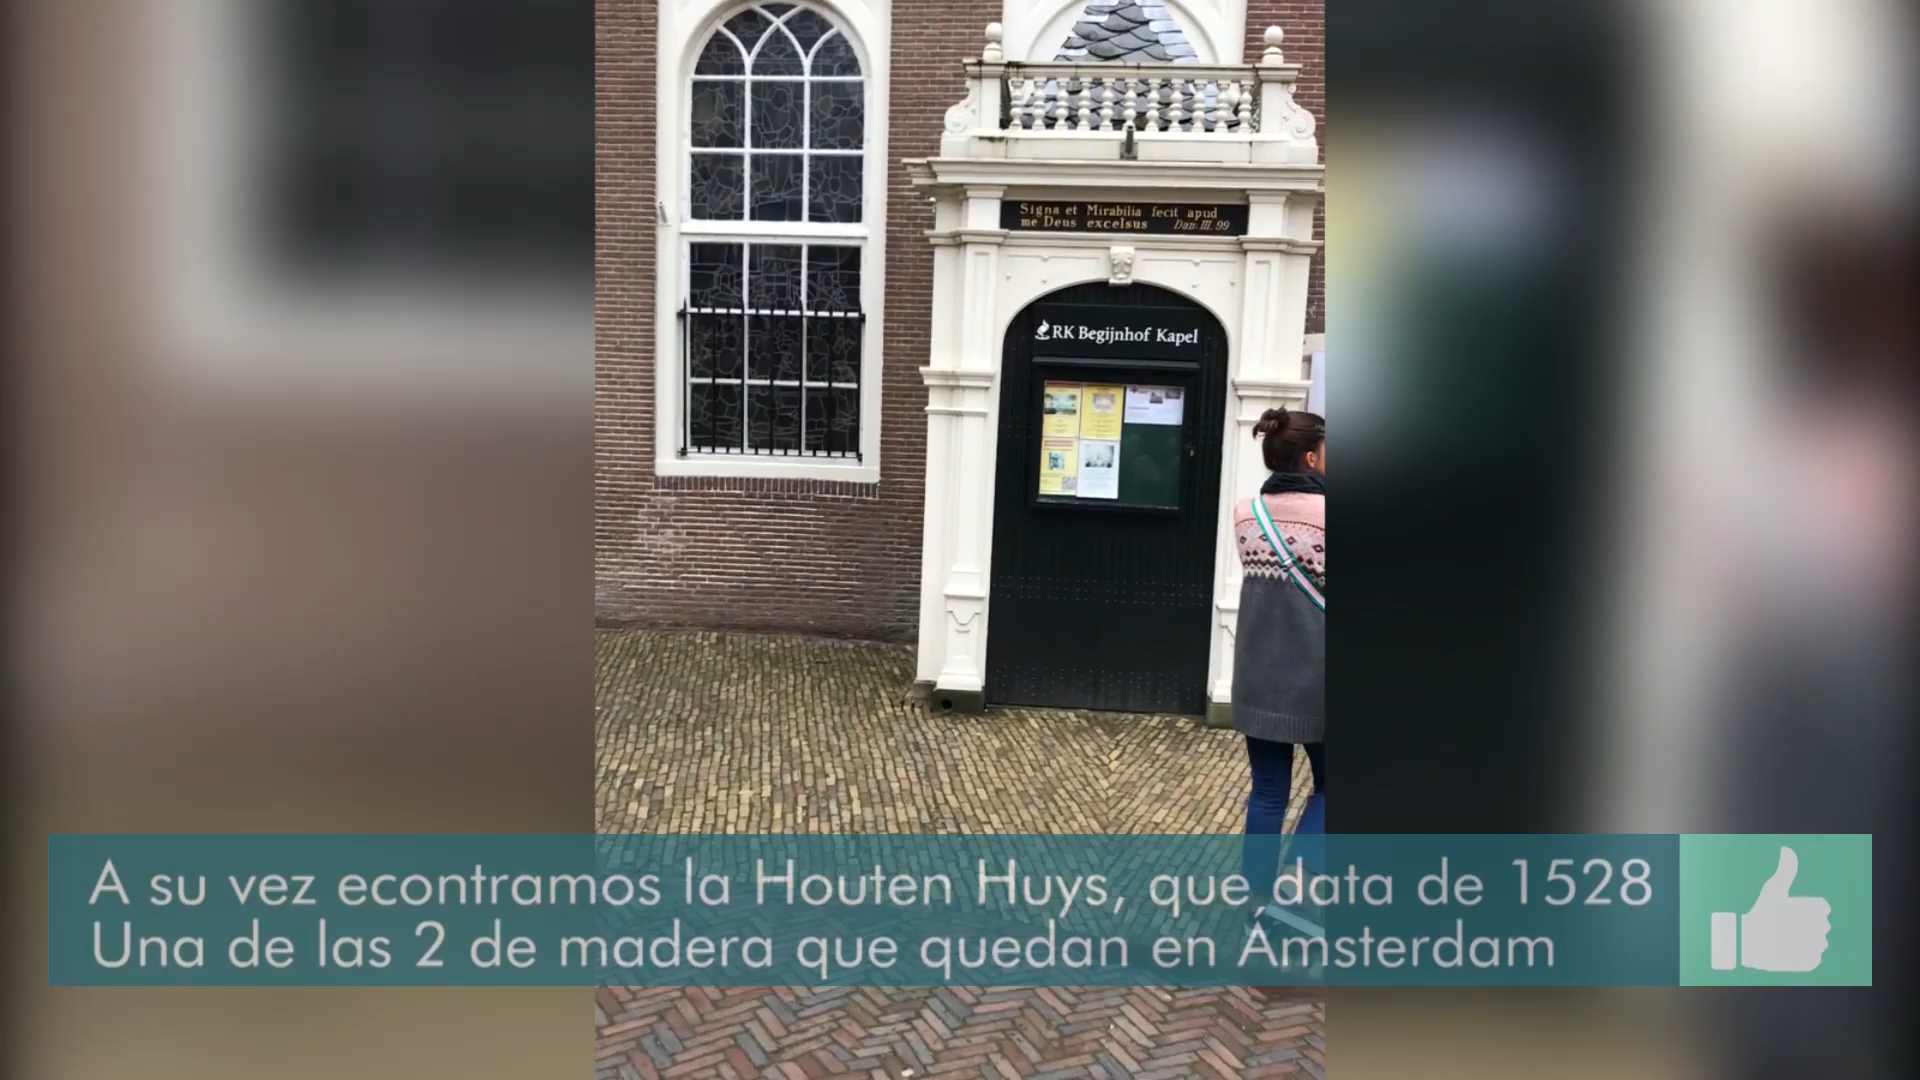 Signa et Mirabilia fecit apud
me Deus excelsus Dan. III. 99
RK Begijnhof Kapel
A su vez econtramos la Houten Huys, que data de 1528
Una de las 2 de madera que quedan en Ámsterdam